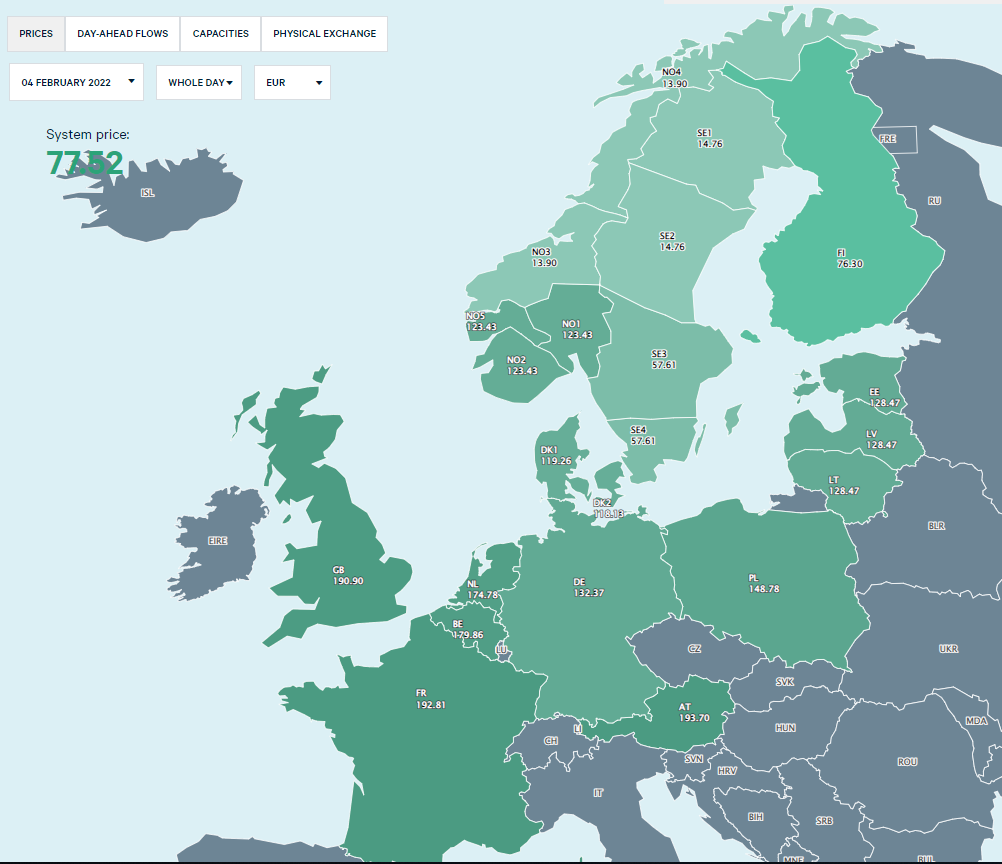 PRICES
DAY-AHEAD FLOWS
CAPACITIES
PHYSICAL EXCHANGE
04 FEBRUARY 2022
WHOLE DAY
EUR
System price:
77.52
ISL
NO4
13.90
SE1
14.76
FRE
RU
SE2
14.76
NO3
13.90
FI
76.30
NO5
123.43
NO1
123.43
NO2
123.43
SE3
57.61
SE4
57.61
EE
128.47
LV
128.47
LT
128.47
DK1
119.26
DK2
118.13
BLR
EIRE
GB
190.90
NL
174.78
DE
132.37
PL
148.78
BE
179.86
LU
CZ
UKR
SVK
FR
192.81
AT
193.70
MDA
LI
CH
HUN
SVN
HRV
ROU
IT
BIH
SRB
MNE
BUL